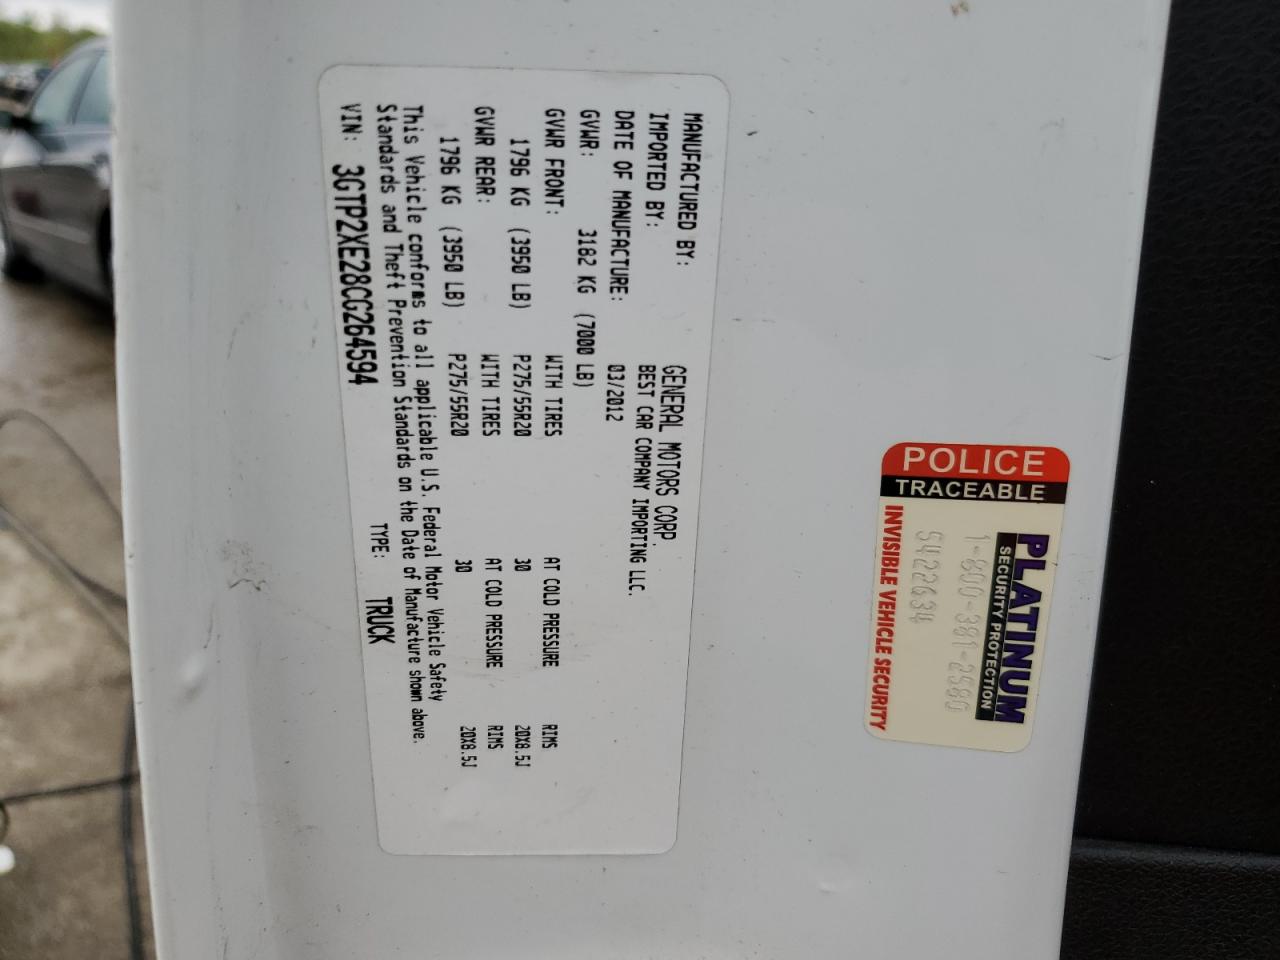 MANUFACTURED BY: GENERAL MOTORS CORP.
IMPORTED BY: BEST CAR COMPANY IMPORTING LLC.
DATE OF MANUFACTURE: 03/2012
GVWR: 3182 KG (7000 LB)
GVWR FRONT: WITH TIRES AT COLD PRESSURE RIMS
1796 KG (3950 LB) P275/55R20 30 20X8.5J
GVWR REAR: WITH TIRES AT COLD PRESSURE RIMS
1796 KG (3950 LB) P275/55R20 30 20X8.5J
This Vehicle conforms to all applicable U.S. Federal Motor Vehicle Safety
Standards and Theft Prevention Standards on the Date of Manufacture shown above.
VIN: 3GTP2XE28CG264594 TYPE: TRUCK
POLICE
TRACEABLE
PLATINUM
SECURITY PROTECTION
1-800-381-2580
5422634
INVISIBLE VEHICLE SECURITY